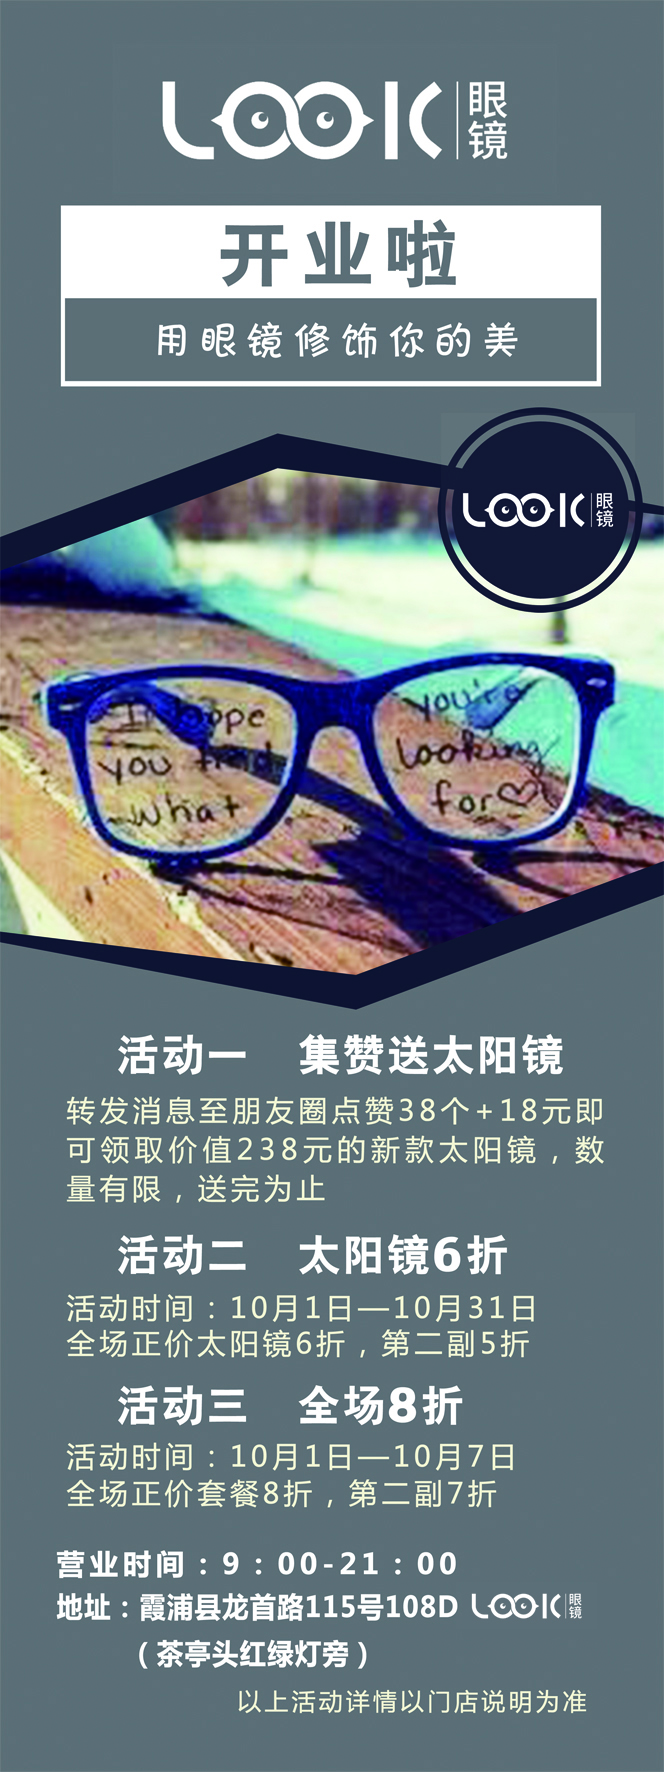 LOOK 眼镜
开业啦
用眼镜修饰你的美
LOOK 眼镜
I hope you're
you find looking
what for♡
活动一 集赞送太阳镜
转发消息至朋友圈点赞38个+18元即
可领取价值238元的新款太阳镜，数
量有限，送完为止
活动二 太阳镜6折
活动时间：10月1日—10月31日
全场正价太阳镜6折，第二副5折
活动三 全场8折
活动时间：10月1日—10月7日
全场正价套餐8折，第二副7折
营业时间：9：00-21：00
地址：霞浦县龙首路115号108D LOOK 眼镜
（茶亭头红绿灯旁）
以上活动详情以门店说明为准